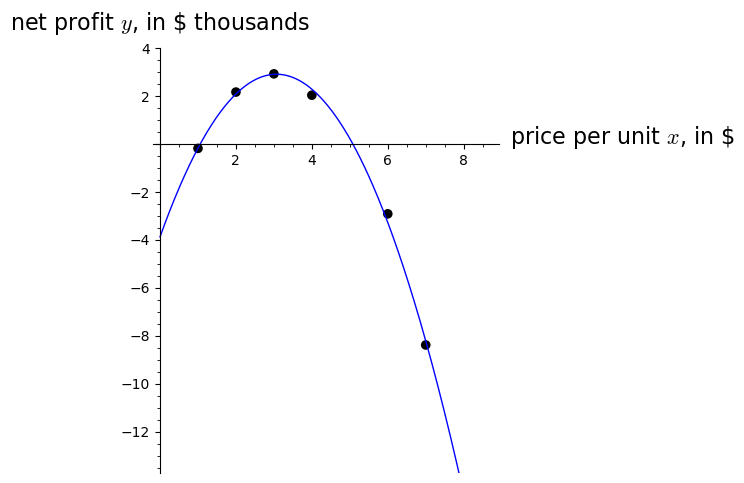 net profit y, in $ thousands
4
2
price per unit x, in $
2 4 6 8
−2
−4
−6
−8
−10
−12